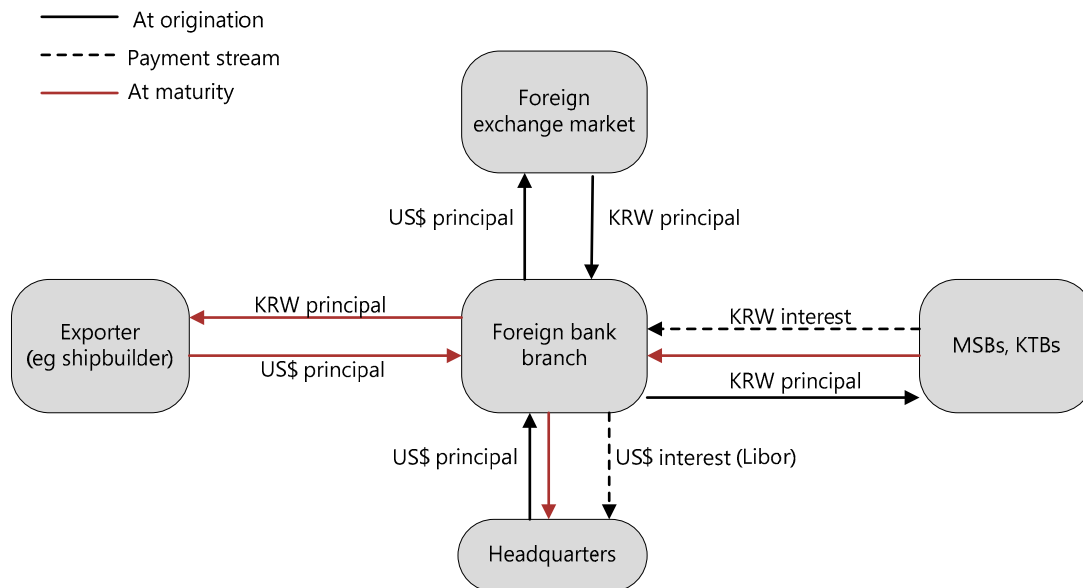 At origination
Payment stream
At maturity
Foreign
exchange market
US$ principal
KRW principal
KRW principal
Exporter
(eg shipbuilder)
US$ principal
Foreign bank
branch
KRW interest
MSBs, KTBs
KRW principal
US$ principal
US$ interest (Libor)
Headquarters